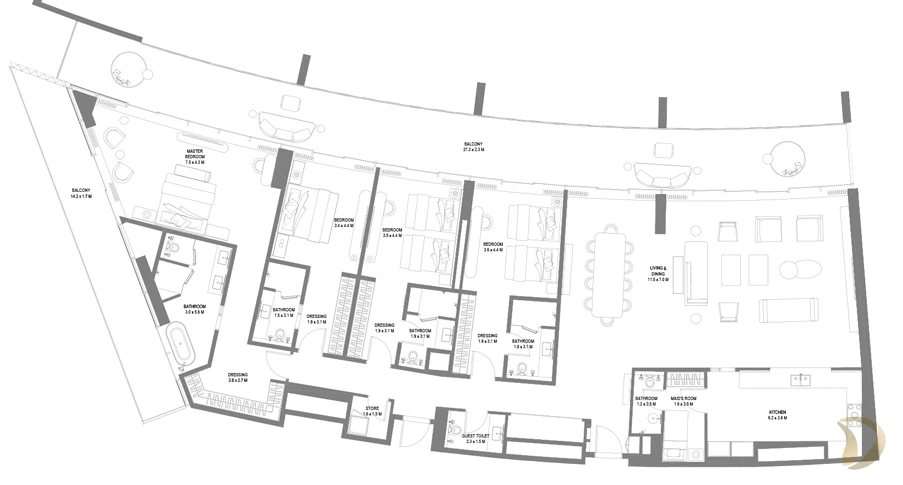 BALCONY
27.3 x 2.3 M
MASTER
BEDROOM
7.5 x 4.3 M
BALCONY
14.2 x 1.7 M
BEDROOM
3.4 x 4.4 M
BEDROOM
3.5 x 4.4 M
BEDROOM
3.6 x 4.4 M
LIVING &
DINING
11.5 x 7.0 M
BATHROOM
3.0 x 5.5 M
BATHROOM
1.5 x 3.1 M
DRESSING
1.9 x 3.1 M
DRESSING
1.9 x 3.1 M
BATHROOM
1.9 x 3.1 M
DRESSING
1.9 x 3.1 M
BATHROOM
1.8 x 3.1 M
DRESSING
3.8 x 2.7 M
STORE
1.6 x 1.5 M
GUEST TOILET
2.3 x 1.5 M
BATHROOM
1.2 x 2.5 M
MAID'S ROOM
1.6 x 3.5 M
KITCHEN
6.2 x 3.6 M